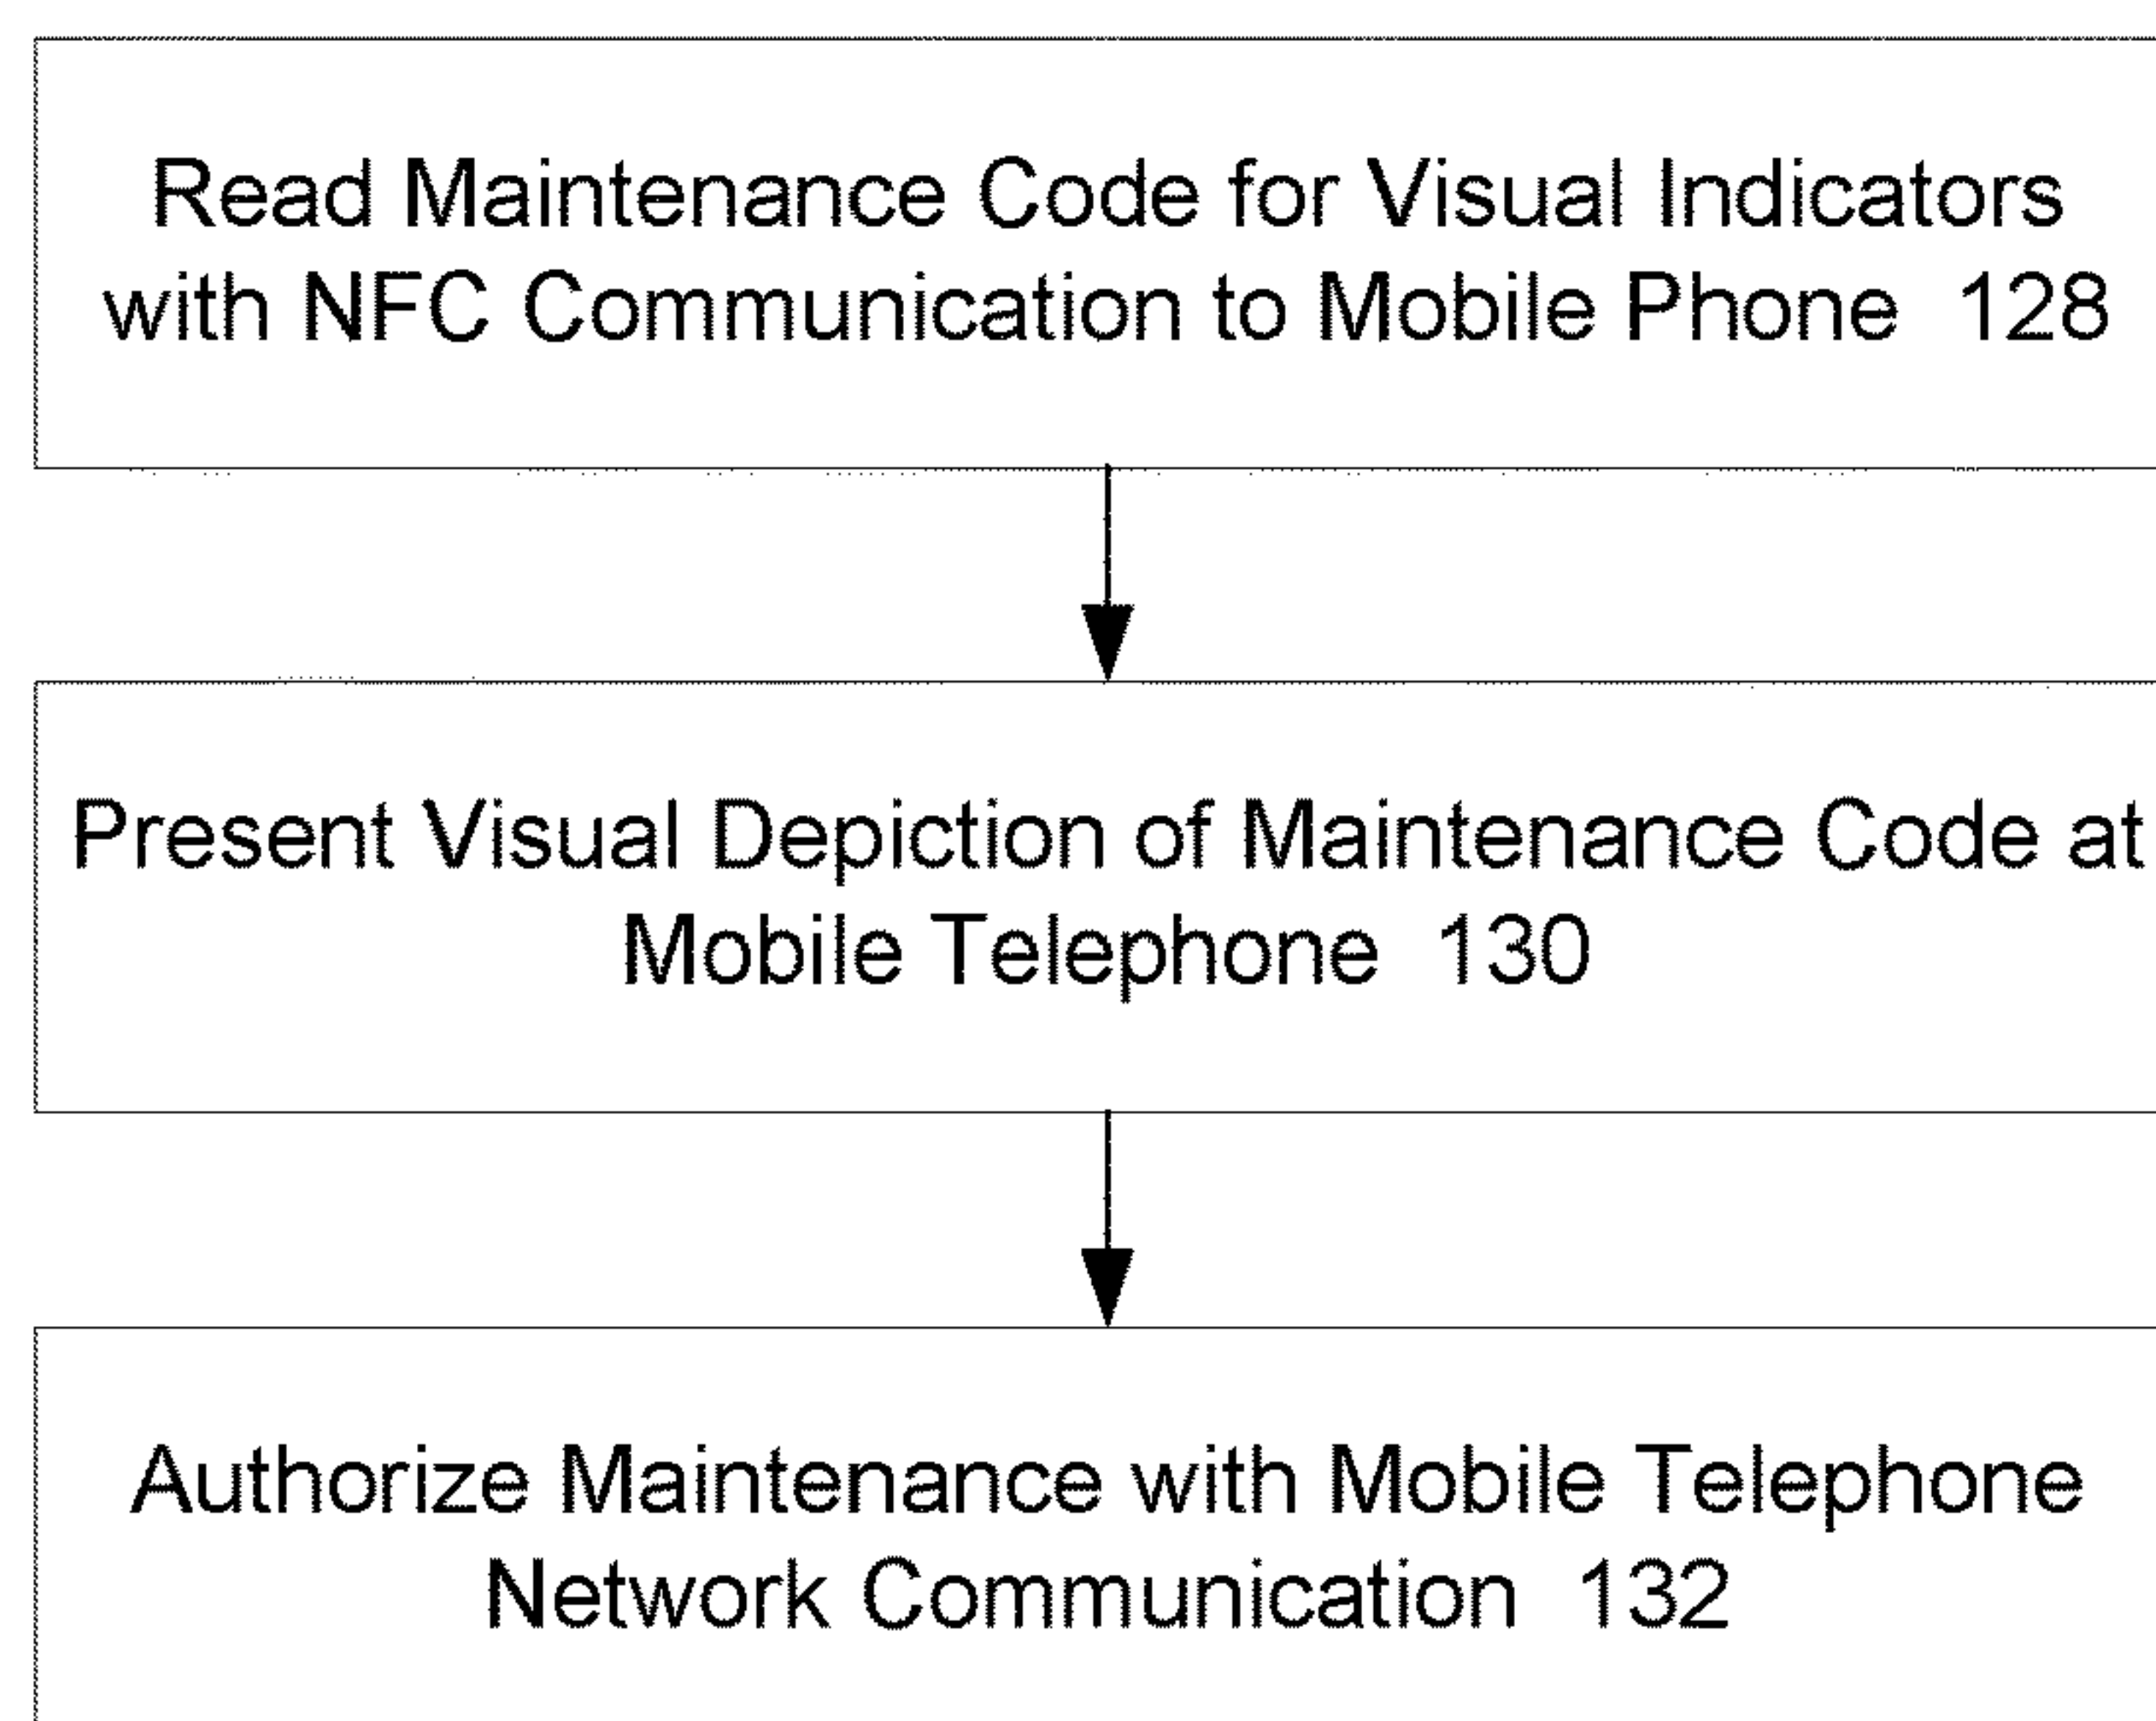 Read Maintenance Code for Visual Indicators
with NFC Communication to Mobile Phone 128
Present Visual Depiction of Maintenance Code at
Mobile Telephone 130
Authorize Maintenance with Mobile Telephone
Network Communication 132